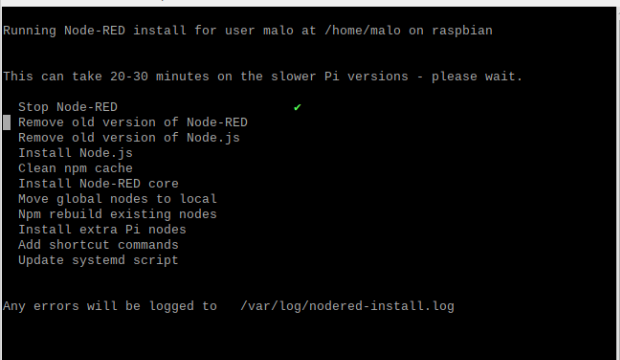 Running Node-RED install for user malo at /home/malo on raspbian
This can take 20-30 minutes on the slower Pi versions - please wait.
Stop Node-RED ✔
Remove old version of Node-RED
Remove old version of Node.js
Install Node.js
Clean npm cache
Install Node-RED core
Move global nodes to local
Npm rebuild existing nodes
Install extra Pi nodes
Add shortcut commands
Update systemd script
Any errors will be logged to /var/log/nodered-install.log